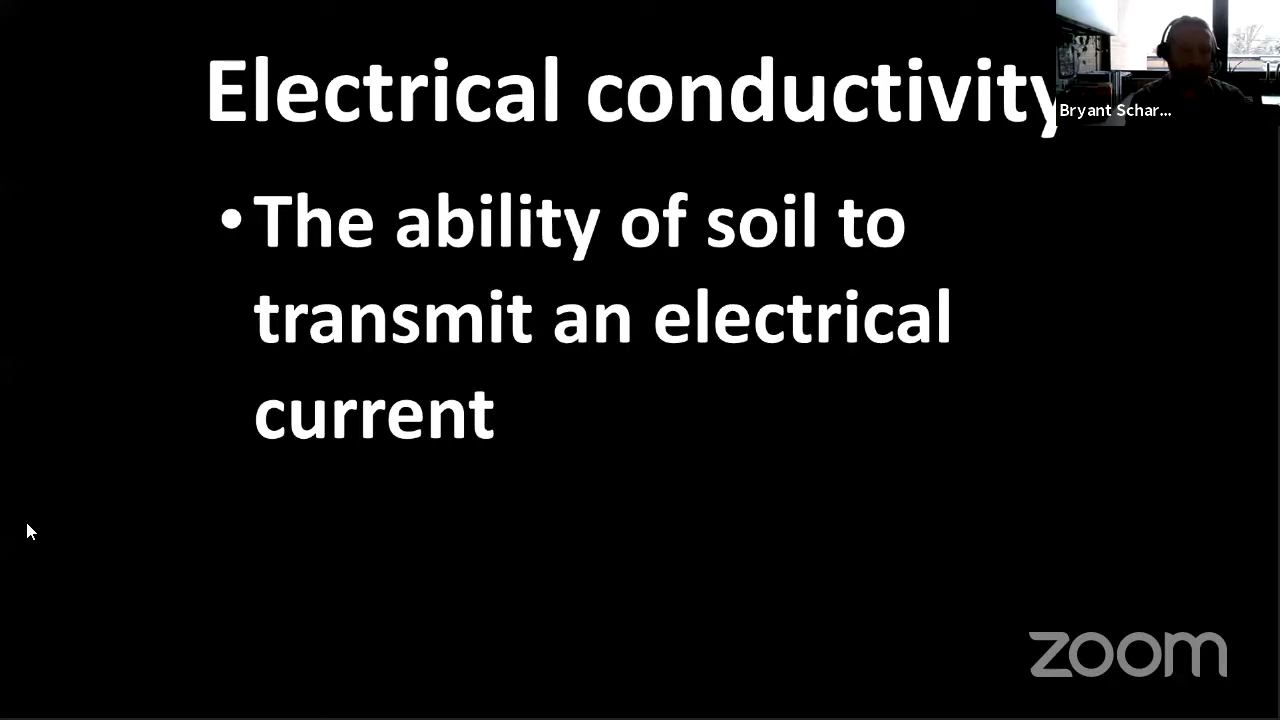 Electrical conductivity
Bryant Schar...
• The ability of soil to
transmit an electrical
current
zoom